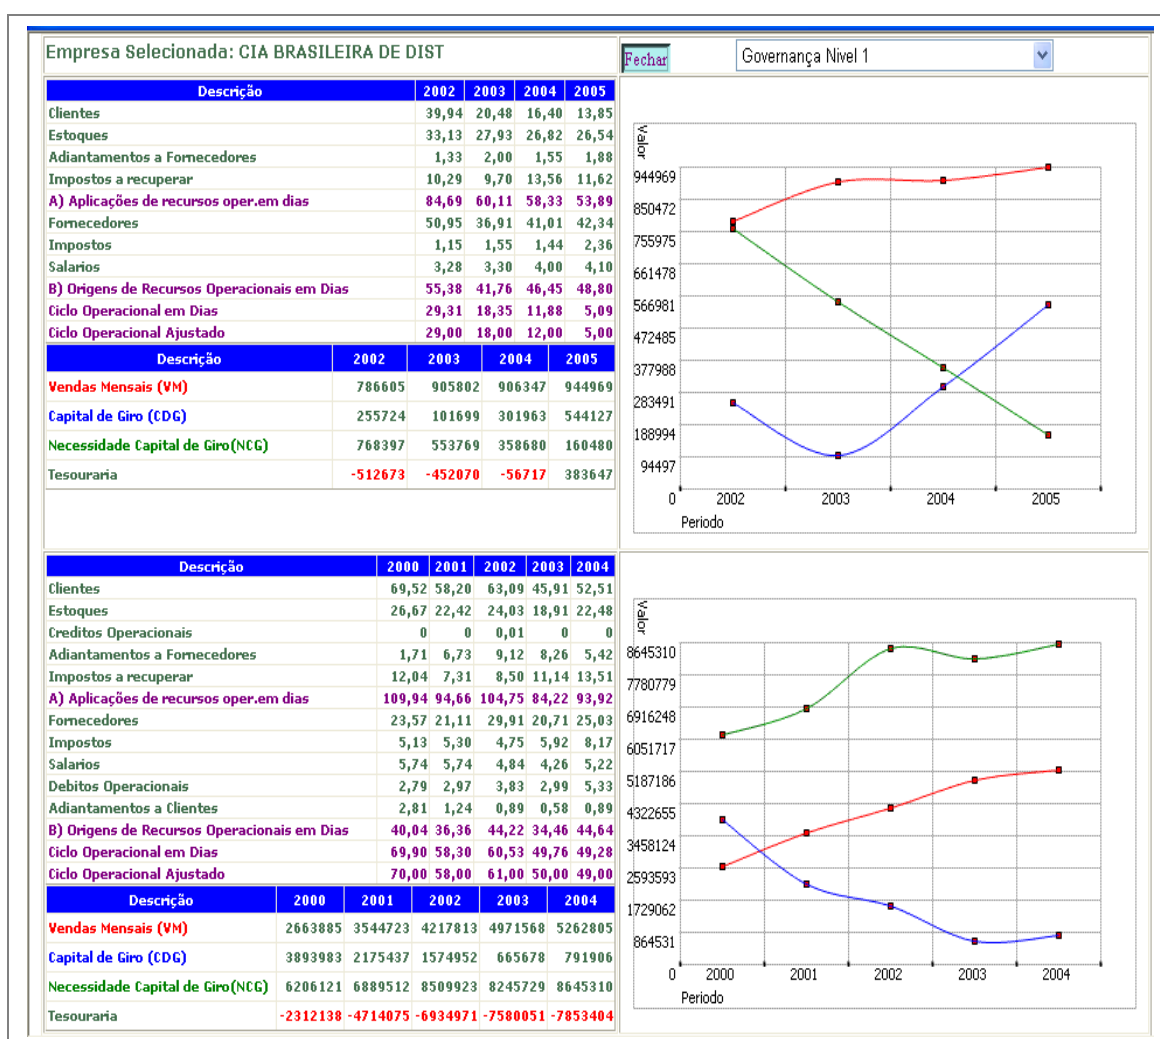 Empresa Selecionada: CIA BRASILEIRA DE DIST
Fechar
Governança Nivel 1
Descrição 2002 2003 2004 2005
Clientes 39,94 20,48 16,40 13,85
Estoques 33,13 27,93 26,82 26,54
Adiantamentos a Fornecedores 1,33 2,00 1,55 1,88
Impostos a recuperar 10,29 9,70 13,56 11,62
A) Aplicações de recursos oper.em dias 84,69 60,11 58,33 53,89
Fornecedores 50,95 36,91 41,01 42,34
Impostos 1,15 1,55 1,44 2,36
Salarios 3,28 3,30 4,00 4,10
B) Origens de Recursos Operacionais em Dias 55,38 41,76 46,45 48,80
Ciclo Operacional em Dias 29,31 18,35 11,88 5,09
Ciclo Operacional Ajustado 29,00 18,00 12,00 5,00
Descrição 2002 2003 2004 2005
Vendas Mensais (VM) 786605 905802 906347 944969
Capital de Giro (CDG) 255724 101699 301963 544127
Necessidade Capital de Giro(NCG) 768397 553769 358680 160480
Tesouraria -512673 -452070 -56717 383647
Valor
944969
850472
755975
661478
566981
472485
377988
283491
188994
94497
0 2002 2003 2004 2005
Periodo
Descrição 2000 2001 2002 2003 2004
Clientes 69,52 58,20 63,09 45,91 52,51
Estoques 26,67 22,42 24,03 18,91 22,48
Creditos Operacionais 0 0 0,01 0 0
Adiantamentos a Fornecedores 1,71 6,73 9,12 8,26 5,42
Impostos a recuperar 12,04 7,31 8,50 11,14 13,51
A) Aplicações de recursos oper.em dias 109,94 94,66 104,75 84,22 93,92
Fornecedores 23,57 21,11 29,91 20,71 25,03
Impostos 5,13 5,30 4,75 5,92 8,17
Salarios 5,74 5,74 4,84 4,26 5,22
Debitos Operacionais 2,79 2,97 3,83 2,99 5,33
Adiantamentos a Clientes 2,81 1,24 0,89 0,58 0,89
B) Origens de Recursos Operacionais em Dias 40,04 36,36 44,22 34,46 44,64
Ciclo Operacional em Dias 69,90 58,30 60,53 49,76 49,28
Ciclo Operacional Ajustado 70,00 58,00 61,00 50,00 49,00
Descrição 2000 2001 2002 2003 2004
Vendas Mensais (VM) 2663885 3544723 4217813 4971568 5262805
Capital de Giro (CDG) 3893983 2175437 1574952 665678 791906
Necessidade Capital de Giro(NCG) 6206121 6889512 8509923 8245729 8645310
Tesouraria -2312138 -4714075 -6934971 -7580051 -7853404
Valor
8645310
7780779
6916248
6051717
5187186
4322655
3458124
2593593
1729062
864531
0 2000 2001 2002 2003 2004
Periodo